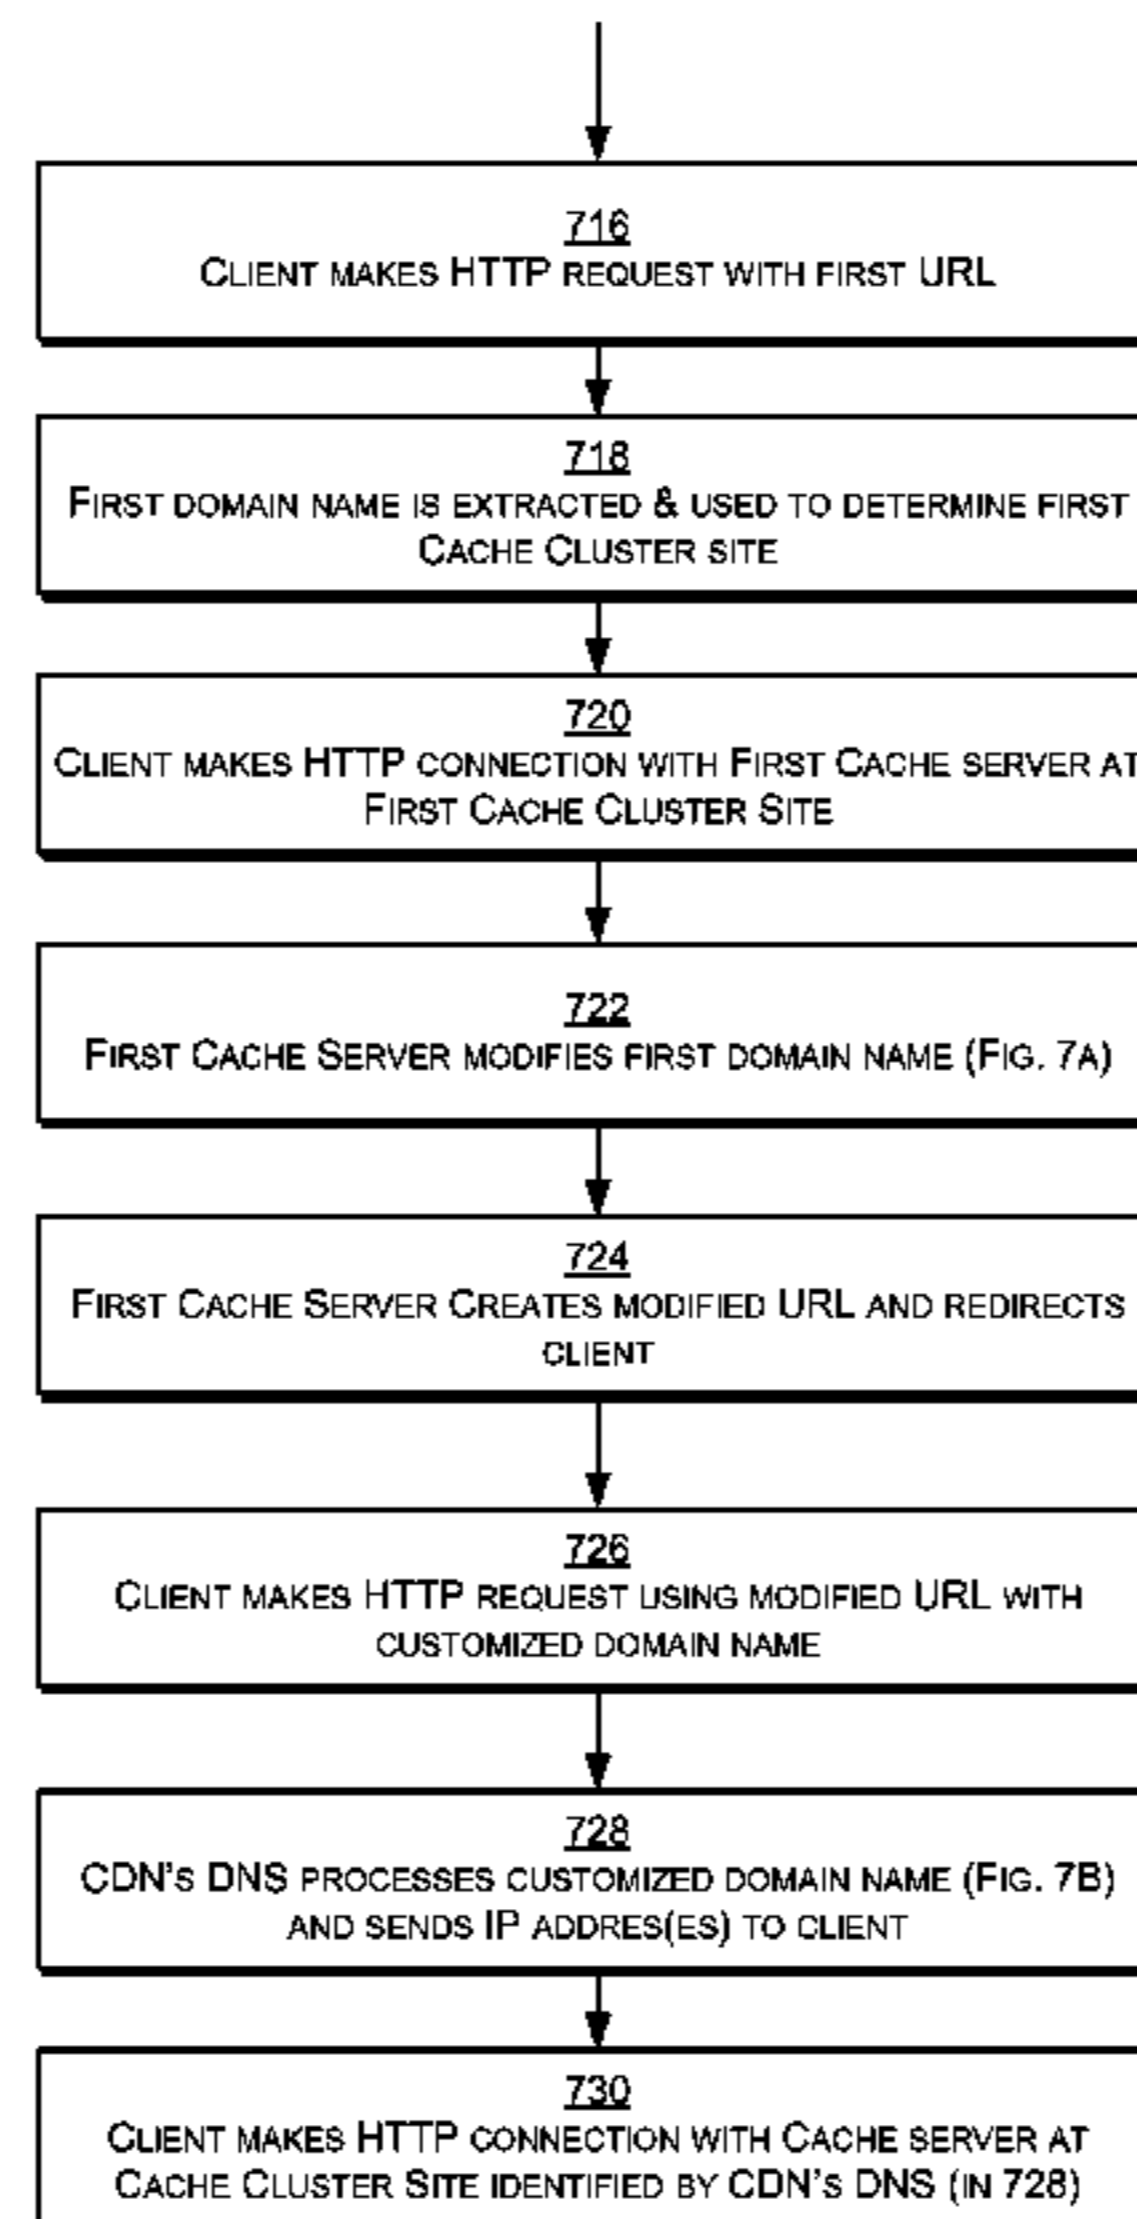 716
CLIENT MAKES HTTP REQUEST WITH FIRST URL
718
FIRST DOMAIN NAME IS EXTRACTED & USED TO DETERMINE FIRST
CACHE CLUSTER SITE
720
CLIENT MAKES HTTP CONNECTION WITH FIRST CACHE SERVER AT
FIRST CACHE CLUSTER SITE
722
FIRST CACHE SERVER MODIFIES FIRST DOMAIN NAME (FIG. 7A)
724
FIRST CACHE SERVER CREATES MODIFIED URL AND REDIRECTS
CLIENT
726
CLIENT MAKES HTTP REQUEST USING MODIFIED URL WITH
CUSTOMIZED DOMAIN NAME
728
CDN'S DNS PROCESSES CUSTOMIZED DOMAIN NAME (FIG. 7B)
AND SENDS IP ADDRES(ES) TO CLIENT
730
CLIENT MAKES HTTP CONNECTION WITH CACHE SERVER AT
CACHE CLUSTER SITE IDENTIFIED BY CDN'S DNS (IN 728)